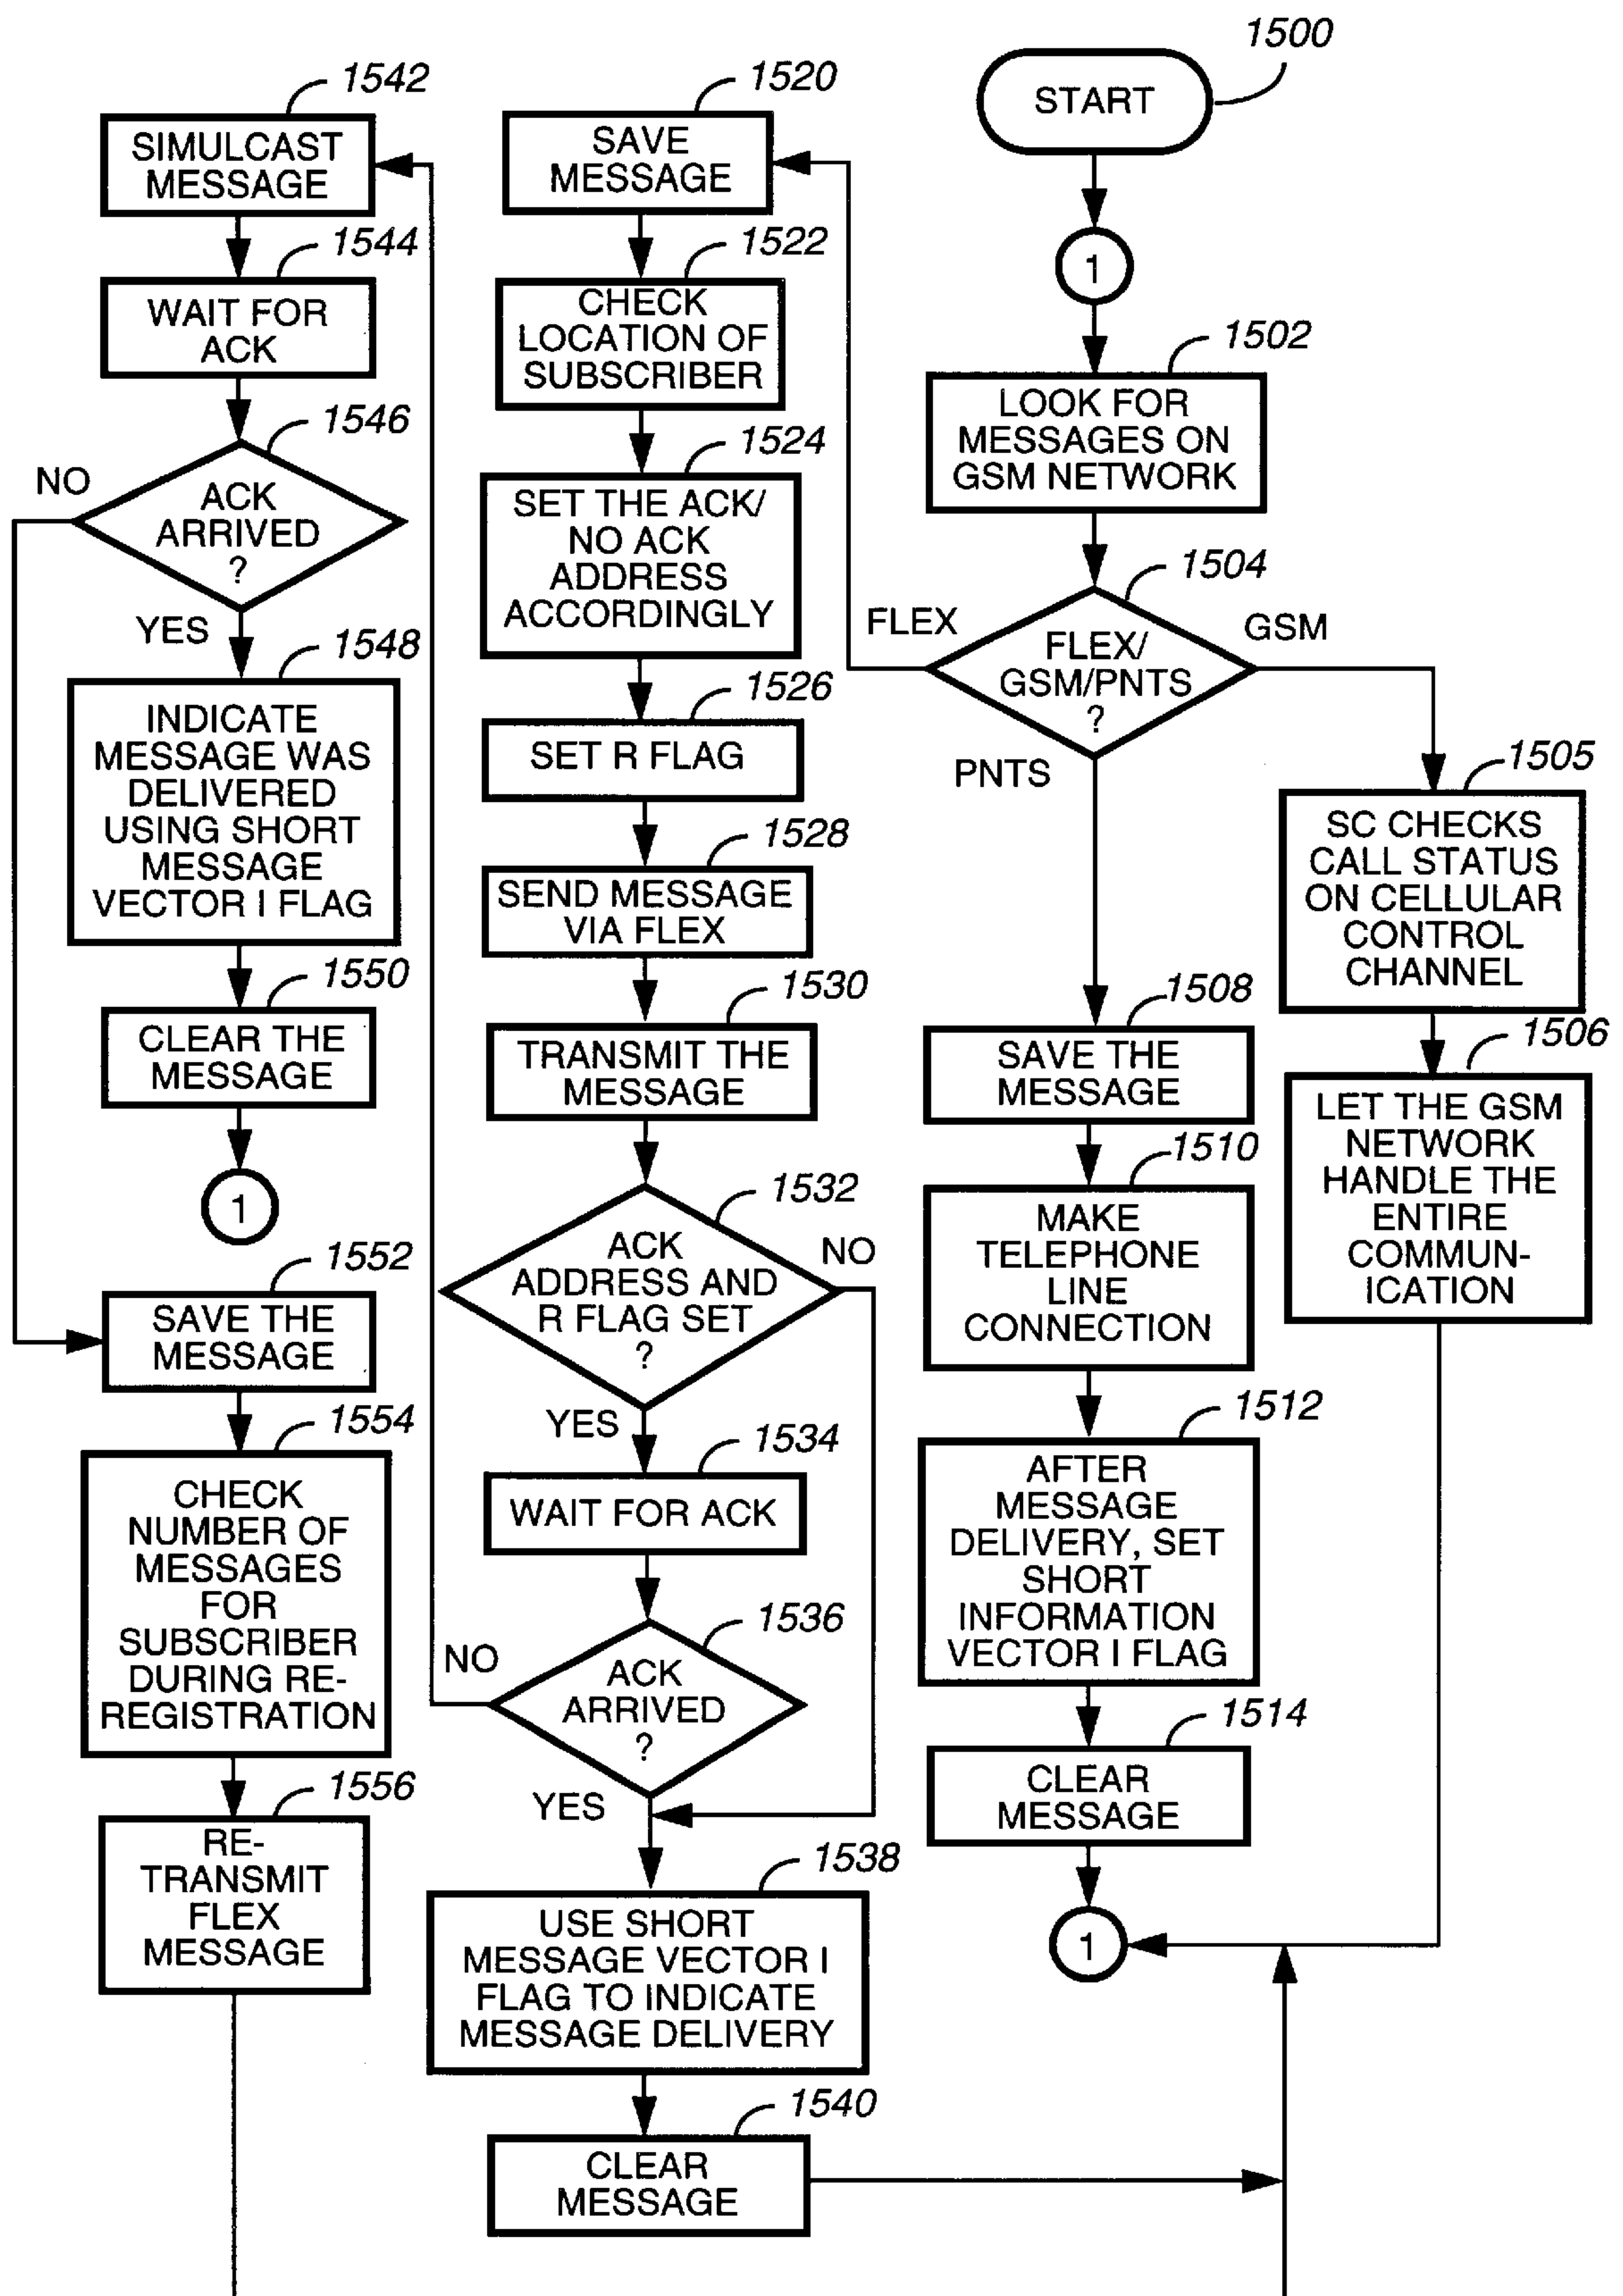 1500
START
1
1502
LOOK FOR
MESSAGES ON
GSM NETWORK
1504
FLEX
GSM
FLEX/
GSM/PNTS
?
PNTS
1505
SC CHECKS
CALL STATUS
ON CELLULAR
CONTROL
CHANNEL
1506
LET THE GSM
NETWORK
HANDLE THE
ENTIRE
COMMUN-
ICATION
1508
SAVE THE
MESSAGE
1510
MAKE
TELEPHONE
LINE
CONNECTION
1512
AFTER
MESSAGE
DELIVERY, SET
SHORT
INFORMATION
VECTOR I FLAG
1514
CLEAR
MESSAGE
1
1520
SAVE
MESSAGE
1522
CHECK
LOCATION OF
SUBSCRIBER
1524
SET THE ACK/
NO ACK
ADDRESS
ACCORDINGLY
1526
SET R FLAG
1528
SEND MESSAGE
VIA FLEX
1530
TRANSMIT THE
MESSAGE
1532
ACK
ADDRESS AND
R FLAG SET
?
NO
YES
1534
WAIT FOR ACK
1536
NO
ACK
ARRIVED
?
YES
1538
USE SHORT
MESSAGE VECTOR I
FLAG TO INDICATE
MESSAGE DELIVERY
1540
CLEAR
MESSAGE
1542
SIMULCAST
MESSAGE
1544
WAIT FOR
ACK
1546
NO
ACK
ARRIVED
?
YES
1548
INDICATE
MESSAGE WAS
DELIVERED
USING SHORT
MESSAGE
VECTOR I FLAG
1550
CLEAR THE
MESSAGE
1
1552
SAVE THE
MESSAGE
1554
CHECK
NUMBER OF
MESSAGES
FOR
SUBSCRIBER
DURING RE-
REGISTRATION
1556
RE-
TRANSMIT
FLEX
MESSAGE